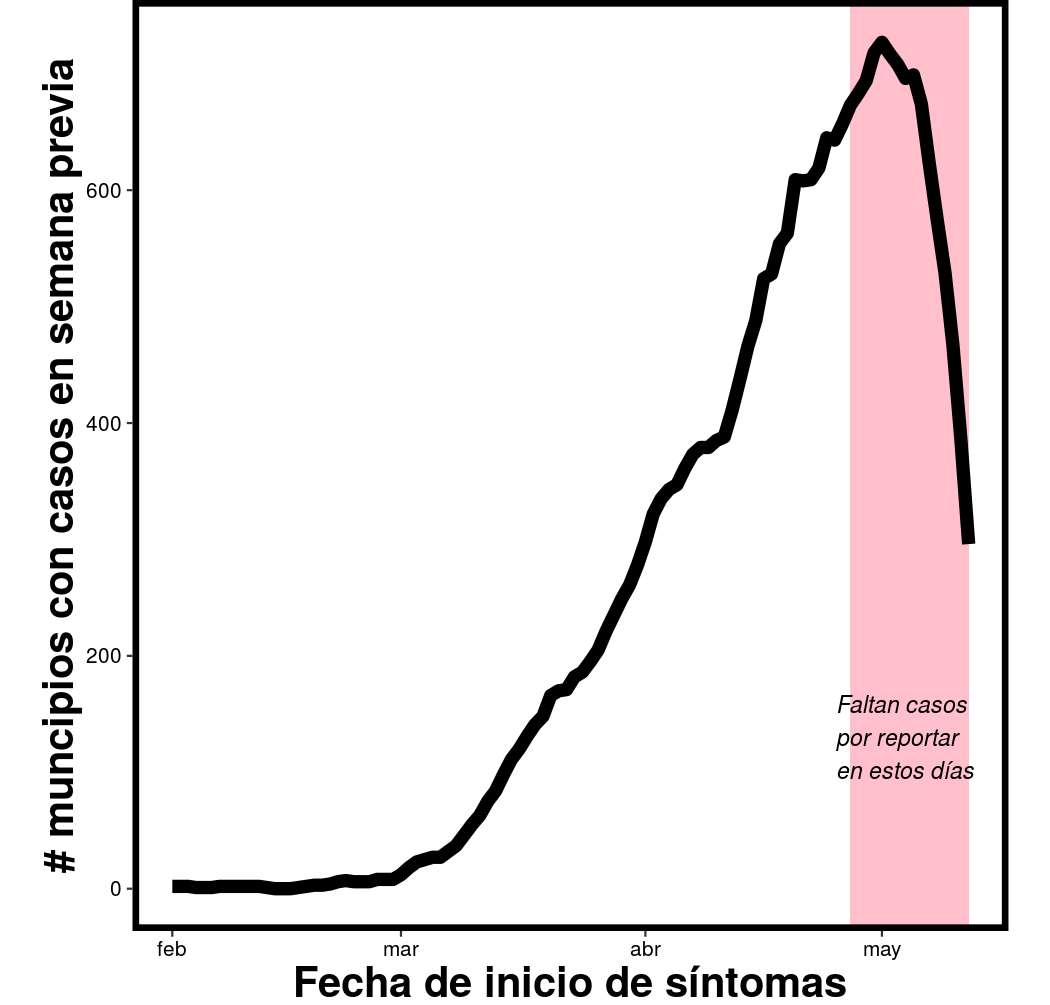 # muncipios con casos en semana previa
600
400
200
0
Faltan casos
por reportar
en estos días
feb
mar
abr
may
Fecha de inicio de síntomas